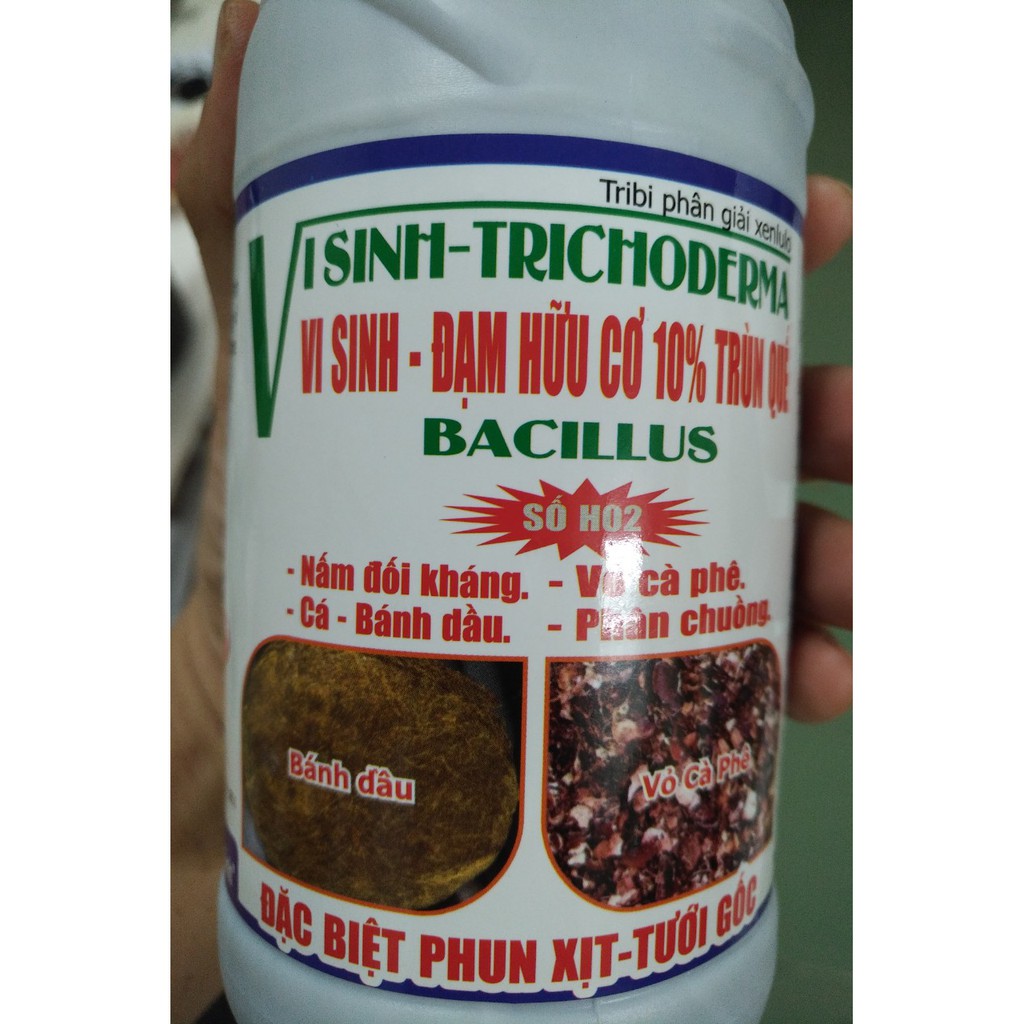 Tribi phân giải xenlulo
VI SINH-TRICHODERMA
VI SINH - ĐẠM HỮU CƠ 10% TRÙN QUẾ
BACILLUS
SỐ H02
- Nấm đối kháng. - Vỏ cà phê.
- Cá - Bánh dầu. - Phân chuồng.
Bánh đầu
Vỏ Cà Phê
ĐẶC BIỆT PHUN XỊT-TƯỚI GỐC